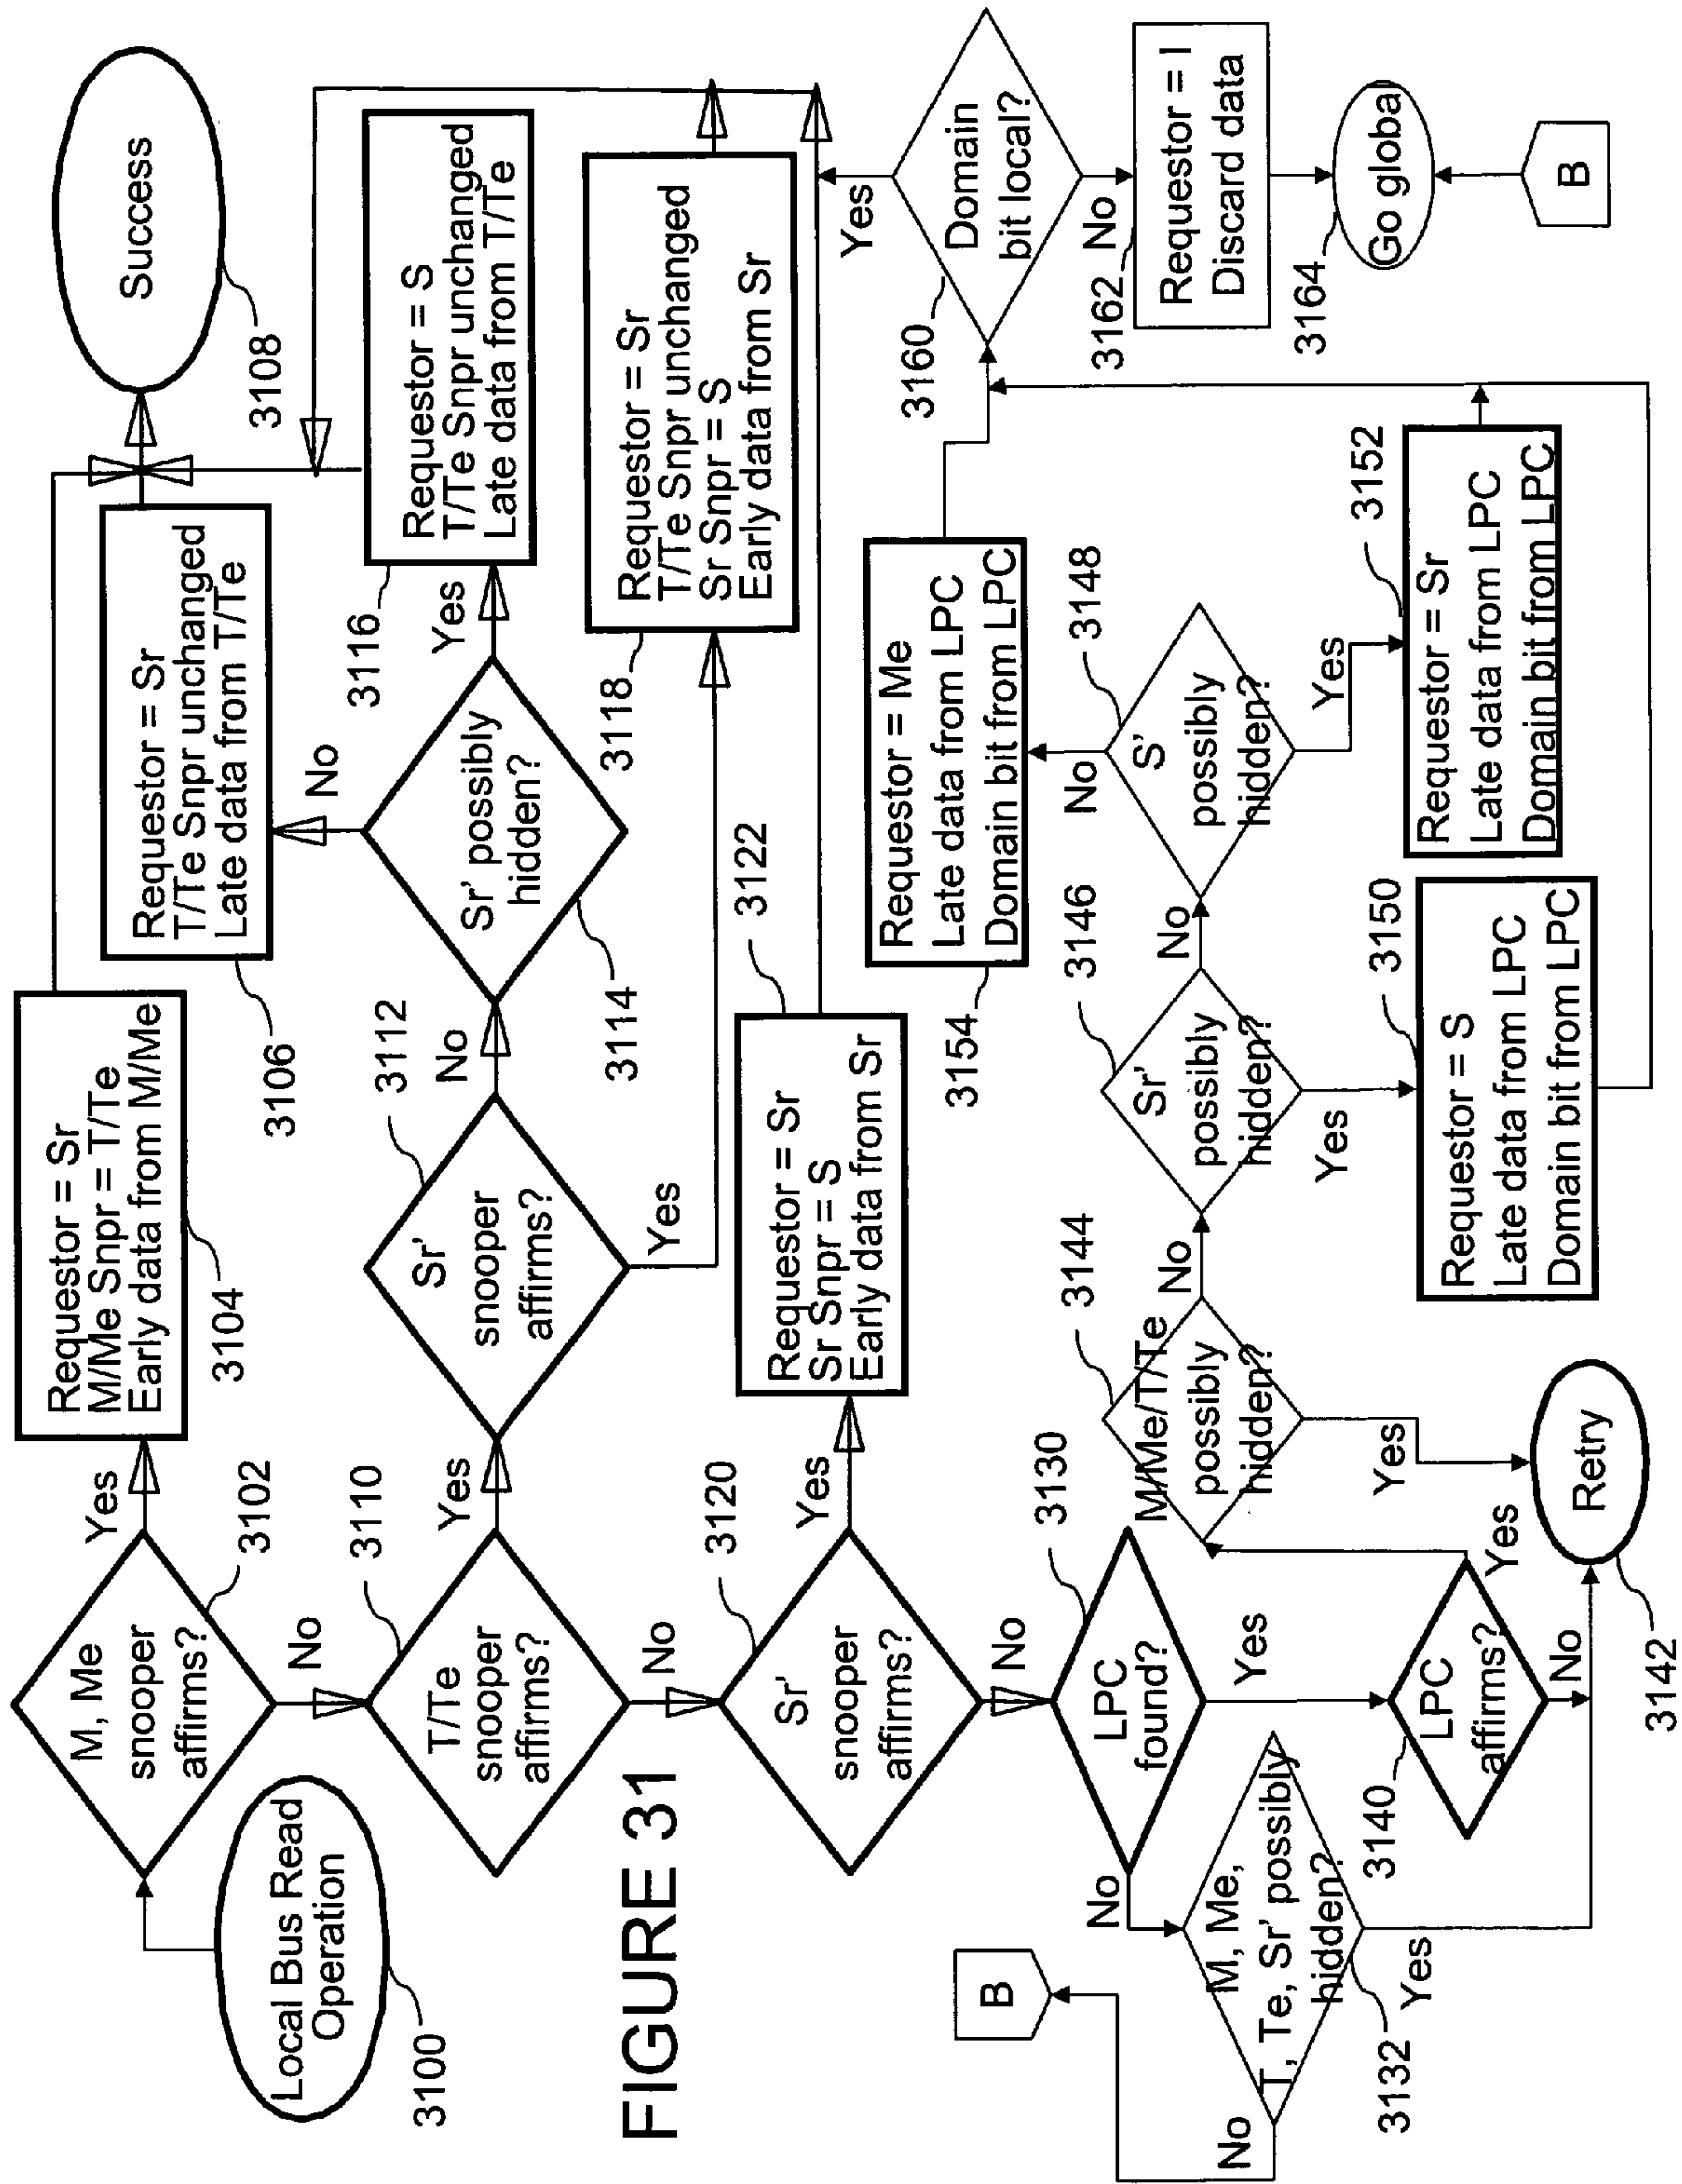 FIGURE 31
Local Bus Read
Operation
3100
M, Me
snooper
affirms?
3102
Yes
No
Requestor = Sr
M/Me Snpr = T/Te
Early data from M/Me
3104
Requestor = Sr
T/Te Snpr unchanged
Late data from T/Te
3106
Success
3108
T/Te
snooper
affirms?
3110
Yes
No
Sr'
snooper
affirms?
3112
No
Yes
Sr' possibly
hidden?
3114
No
Yes
Requestor = S
T/Te Snpr unchanged
Late data from T/Te
3116
Requestor = Sr
T/Te Snpr unchanged
Sr Snpr = S
Early data from Sr
3118
Sr'
snooper
affirms?
3120
Yes
No
Requestor = Sr
Sr Snpr = S
Early data from Sr
3122
LPC
found?
3130
No
Yes
M, Me,
T, Te, Sr' possibly
hidden?
3132
No
Yes
B
LPC
affirms?
3140
Yes
No
Retry
3142
M/Me/T/Te
possibly
hidden?
3144
No
Yes
Sr'
possibly
hidden?
3146
No
Yes
S'
possibly
hidden?
3148
No
Yes
Requestor = S
Late data from LPC
Domain bit from LPC
3150
Requestor = Sr
Late data from LPC
Domain bit from LPC
3152
Requestor = Me
Late data from LPC
Domain bit from LPC
3154
Domain
bit local?
3160
Yes
No
Requestor = I
Discard data
3162
Go global
3164
B